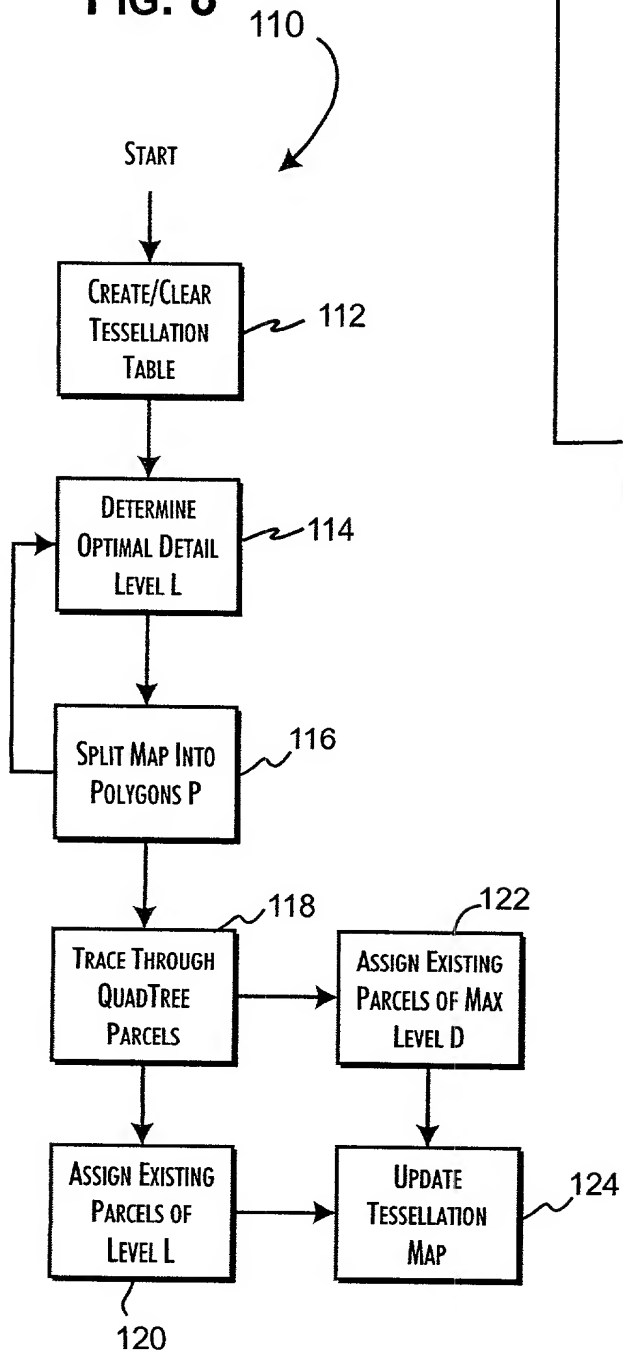 FIG. 8
110
START
CREATE/CLEAR
TESSELLATION
TABLE
112
DETERMINE
OPTIMAL DETAIL
LEVEL L
114
SPLIT MAP INTO
POLYGONS P
116
118
TRACE THROUGH
QUADTREE
PARCELS
122
ASSIGN EXISTING
PARCELS OF MAX
LEVEL D
ASSIGN EXISTING
PARCELS OF
LEVEL L
120
UPDATE
TESSELLATION
MAP
124